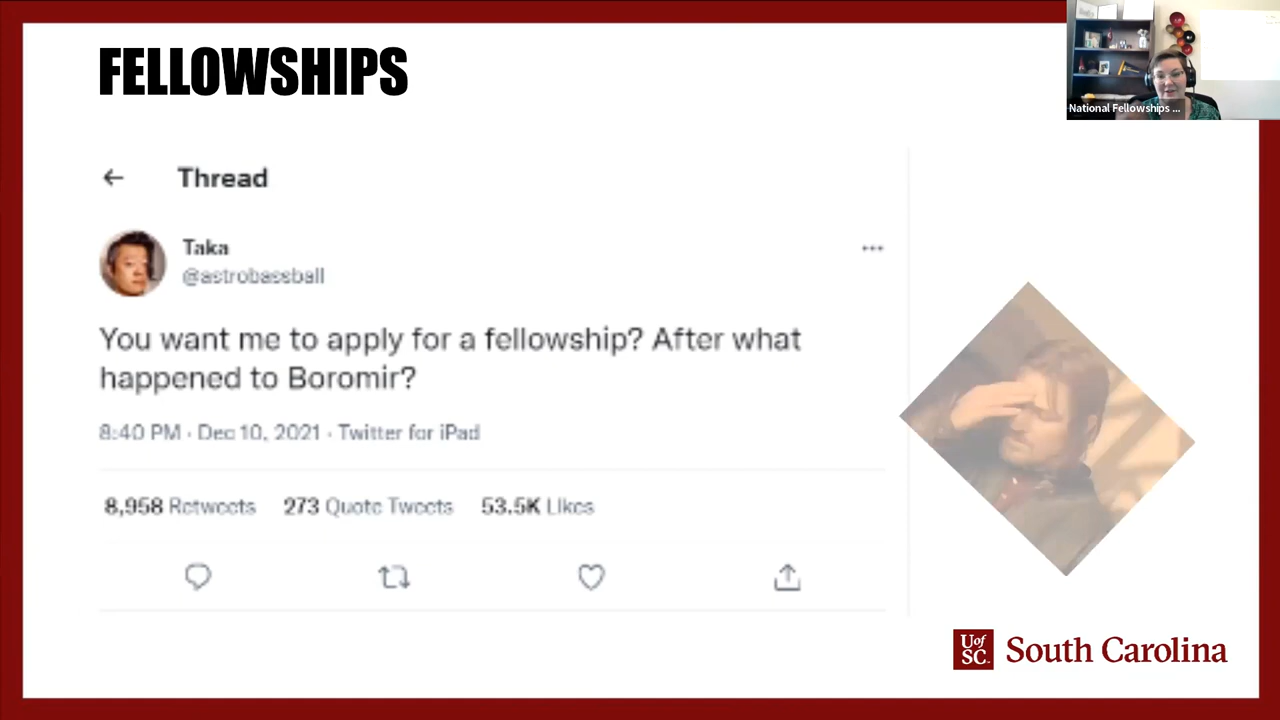 FELLOWSHIPS
National Fellowships ...
Thread
Taka
@astrobassball
You want me to apply for a fellowship? After what
happened to Boromir?
8:40 PM · Dec 10, 2021 · Twitter for iPad
8,958 Retweets 273 Quote Tweets 53.5K Likes
UofSC South Carolina